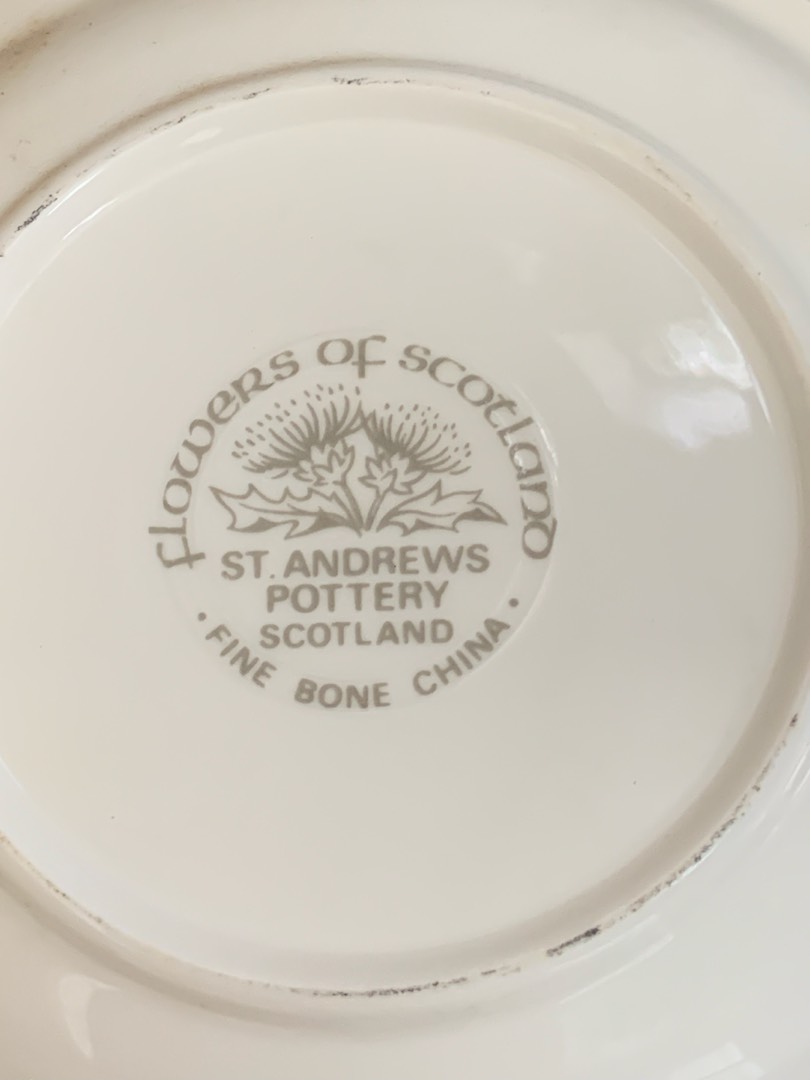 flowers of scotland
ST. ANDREWS
POTTERY
SCOTLAND
• FINE BONE CHINA •